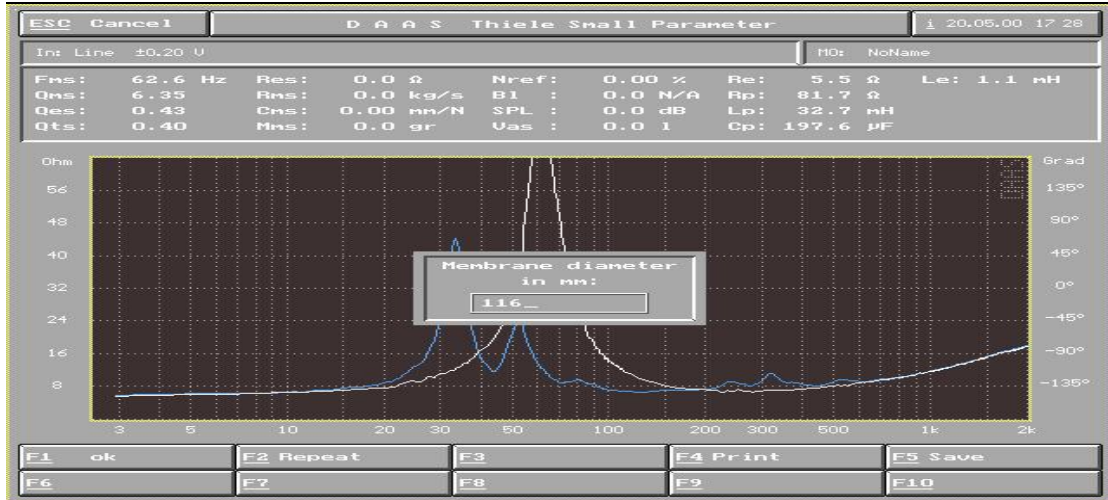 ESC Cancel
D A A S Thiele Small Parameter
i 20.05.00 17 28
In: Line ±0.20 V
MO: NoName
Fms: 62.6 Hz Res: 0.0 Ω Nref: 0.00 % Re: 5.5 Ω Le: 1.1 mH
Qms: 6.35 Rms: 0.0 kg/s Bl : 0.0 N/A Rp: 81.7 Ω
Qes: 0.43 Cms: 0.00 mm/N SPL : 0.0 dB Lp: 32.7 mH
Qts: 0.40 Mms: 0.0 gr Vas : 0.0 l Cp: 197.6 µF
Ohm
Grad
56
135°
48
90°
40
45°
Membrane diameter
in mm:
116_
32
0°
24
-45°
16
-90°
8
-135°
3 5 10 20 30 50 100 200 300 500 1k 2k
F1 ok F2 Repeat F3 F4 Print F5 Save
F6 F7 F8 F9 F10